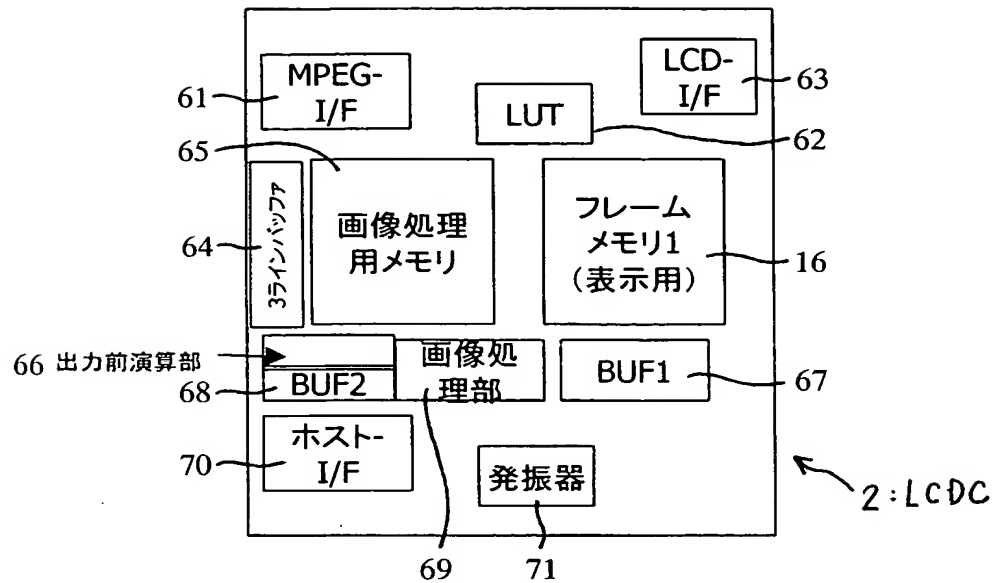 MPEG-
I/F
61
LUT
62
LCD-
I/F
63
65
3ラインバッファ
64
画像処理
用メモリ
フレーム
メモリ1
(表示用)
16
66 出力前演算部
BUF2
68
画像処
理部
69
BUF1
67
ホスト-
I/F
70
発振器
71
2:LCDC